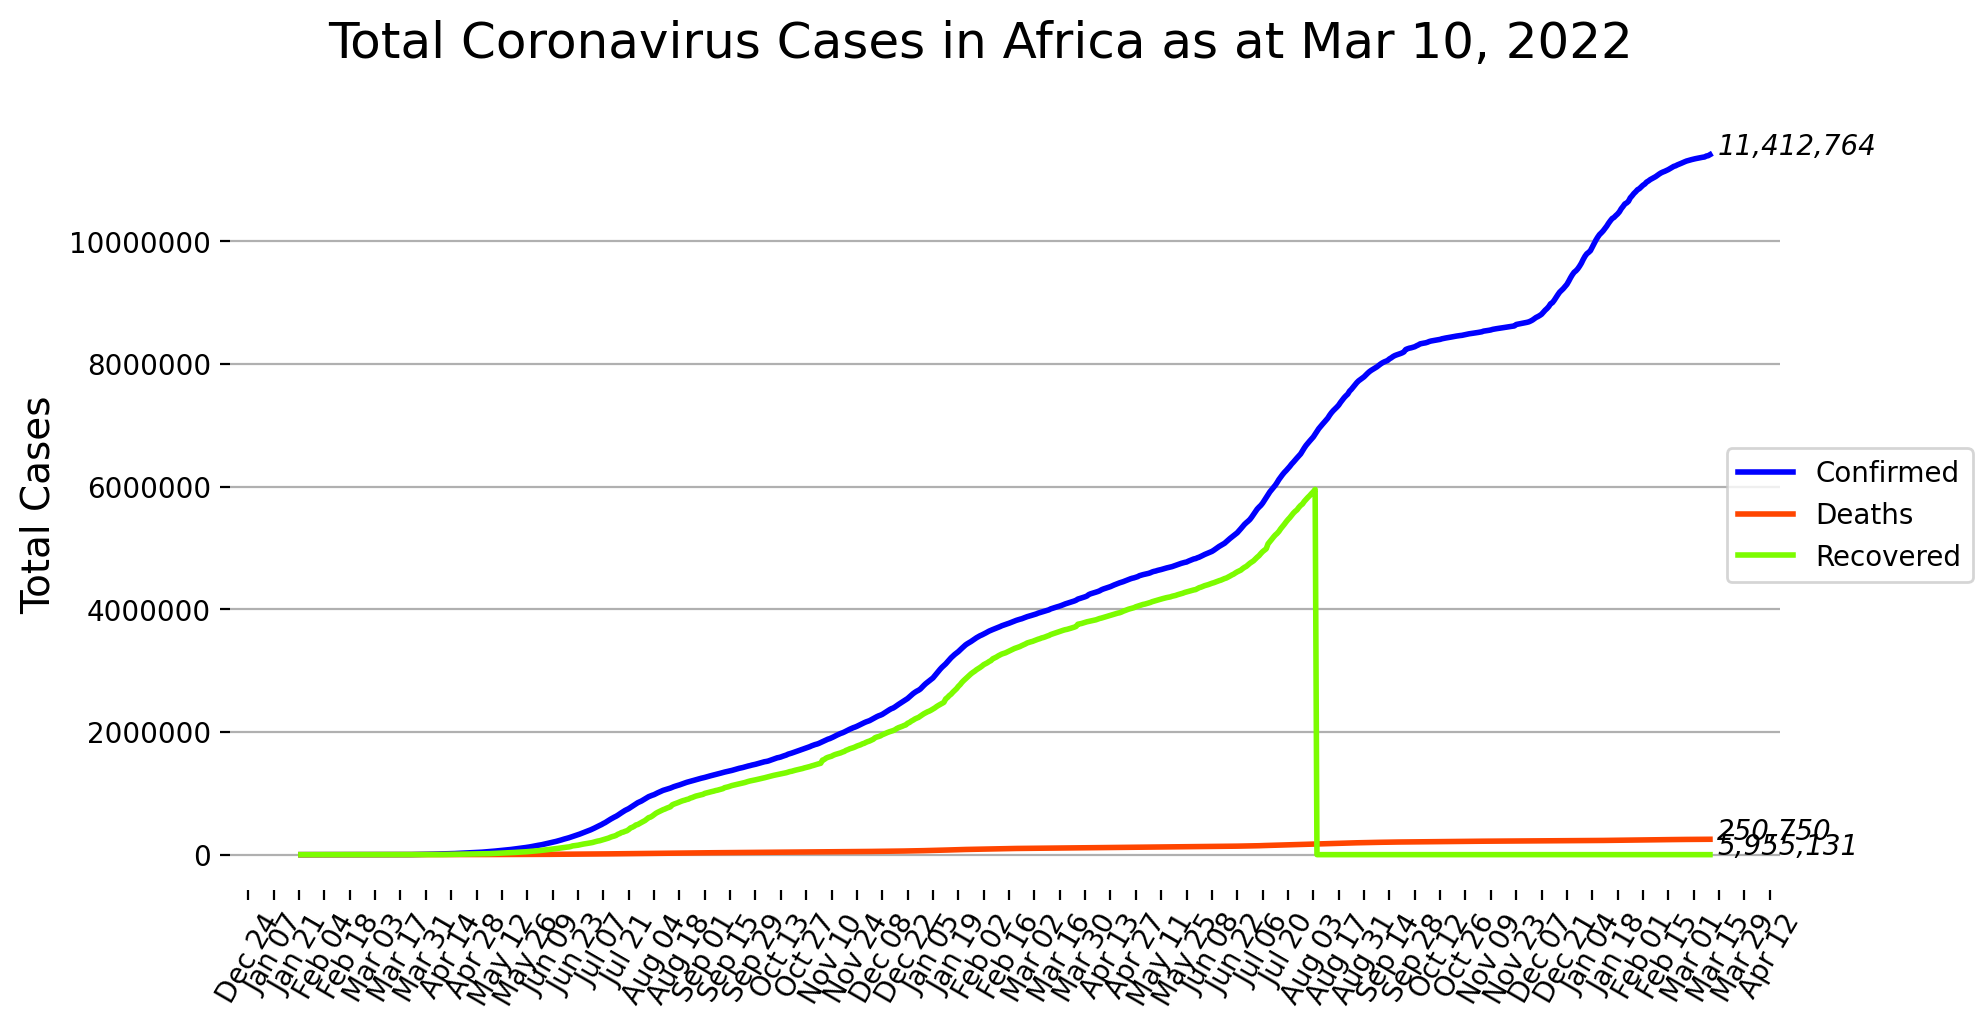 Total Coronavirus Cases in Africa as at Mar 10, 2022
Total Cases
11,412,764
10000000
8000000
6000000
4000000
2000000
0
Confirmed
Deaths
Recovered
250,750
5,955,131
Dec 24
Jan 07
Jan 21
Feb 04
Feb 18
Mar 03
Mar 17
Mar 31
Apr 14
Apr 28
May 12
May 26
Jun 09
Jun 23
Jul 07
Jul 21
Aug 04
Aug 18
Sep 01
Sep 15
Sep 29
Oct 13
Oct 27
Nov 10
Nov 24
Dec 08
Dec 22
Jan 05
Jan 19
Feb 02
Feb 16
Mar 02
Mar 16
Mar 30
Apr 13
Apr 27
Apr 11
May 25
May 08
Jun 22
Jun 06
Jul 20
Jul 03
Aug 17
Aug 31
Aug 14
Sep 28
Sep 12
Oct 26
Oct 09
Nov 23
Nov 07
Dec 21
Dec 04
Jan 18
Jan 01
Feb 15
Feb 01
Mar 15
Mar 29
Mar 12
Apr